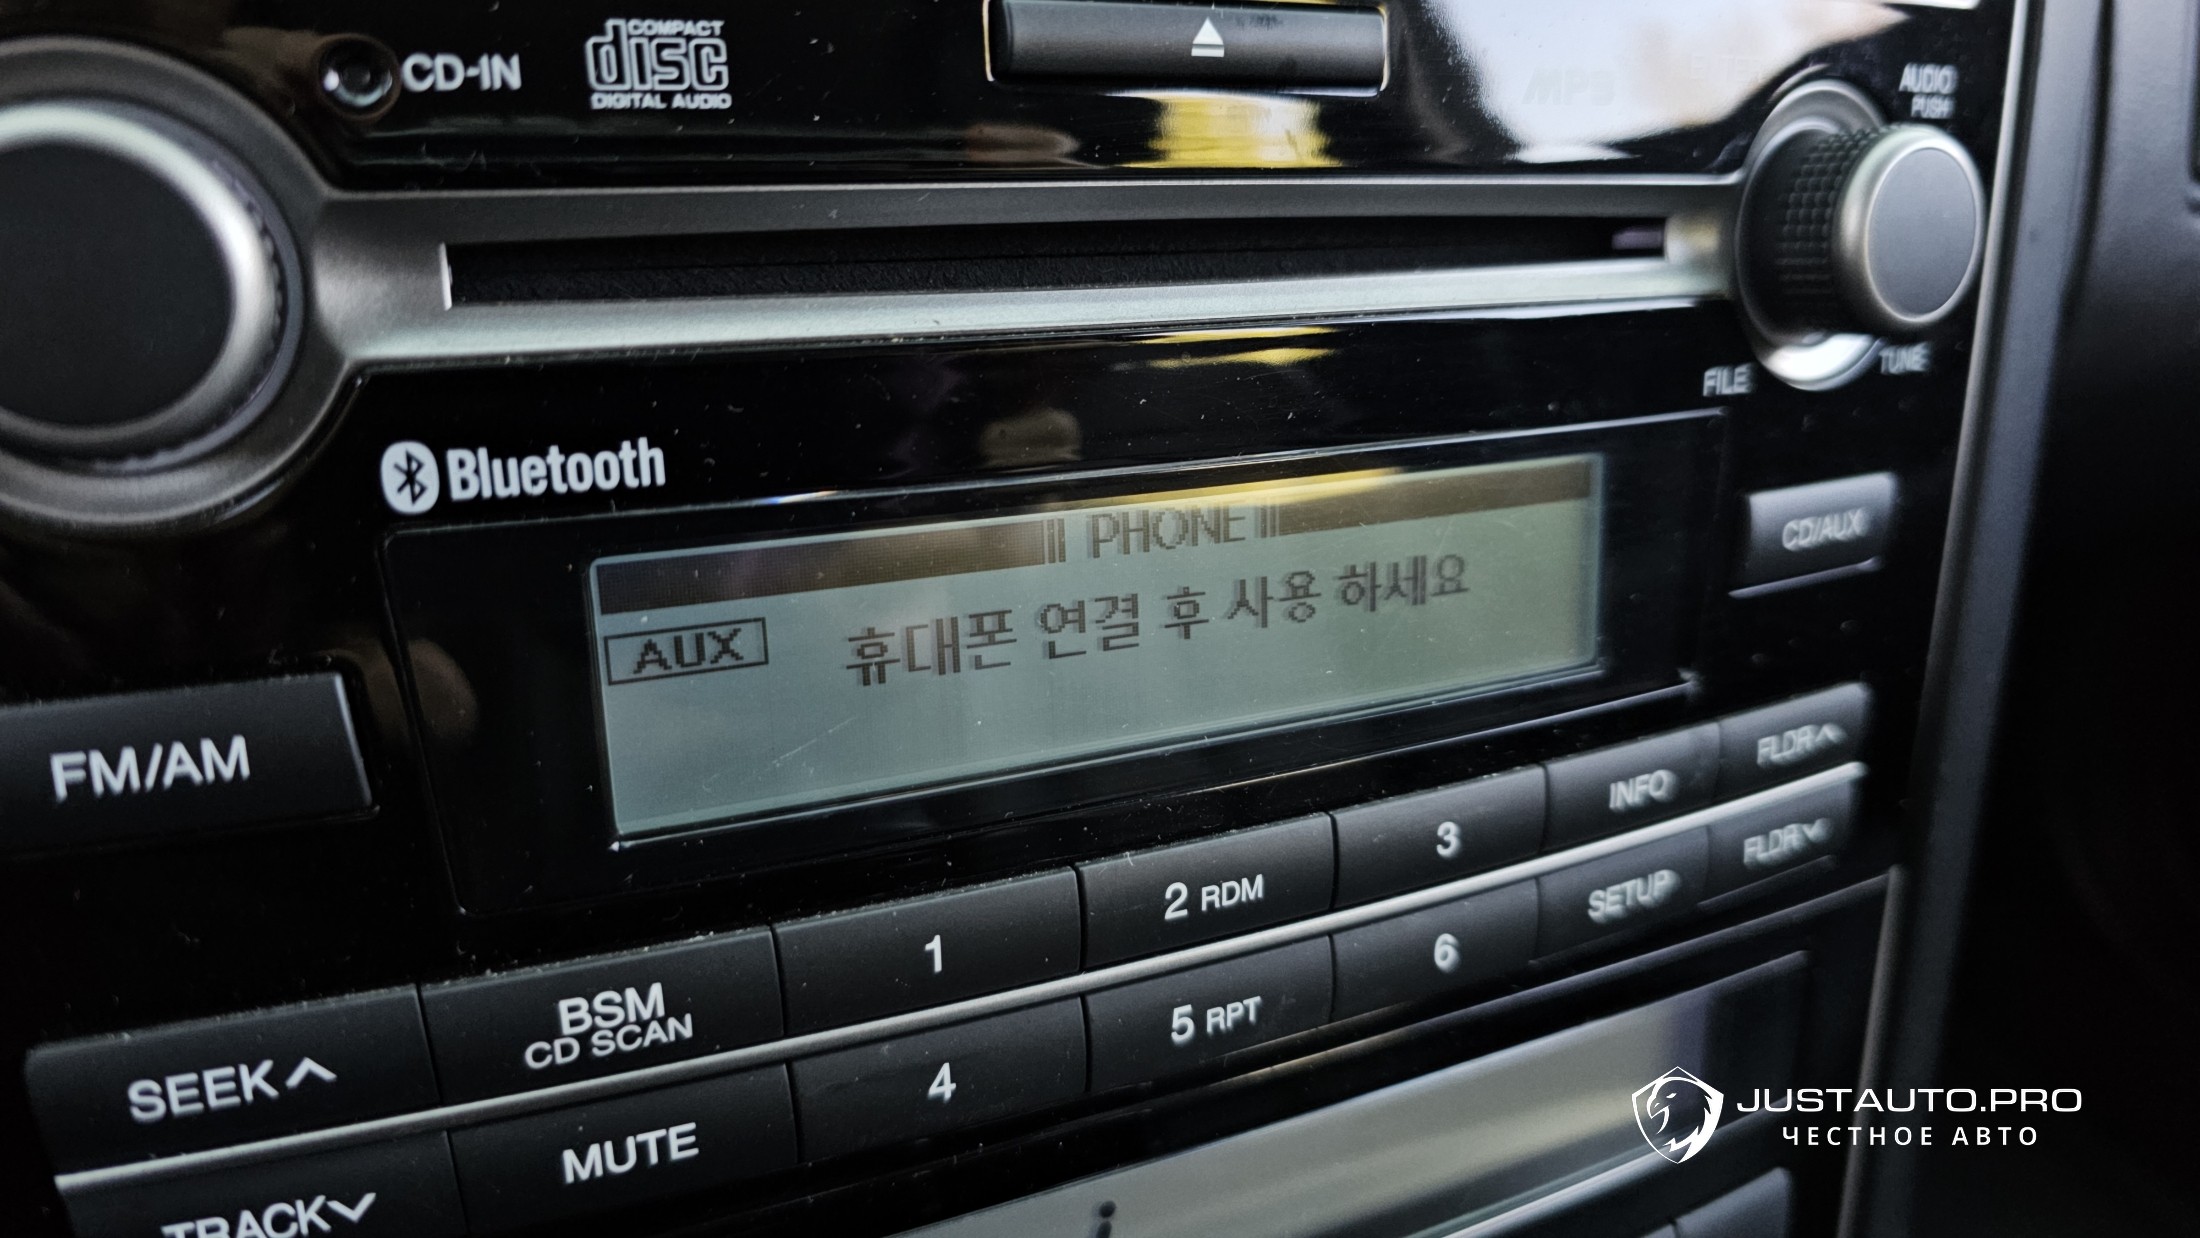 CD-IN
COMPACT
disc
DIGITAL AUDIO
MP3
AUDIO
PUSH
FILE
TUNE
Bluetooth
PHONE
AUX
휴대폰 연결 후 사용 하세요
CD/AUX
FM/AM
SEEK
BSM
CD SCAN
1
2 RDM
3
INFO
FLDR
TRACK
MUTE
4
5 RPT
6
SETUP
FLDR
JUSTAUTO.PRO
ЧЕСТНОЕ АВТО